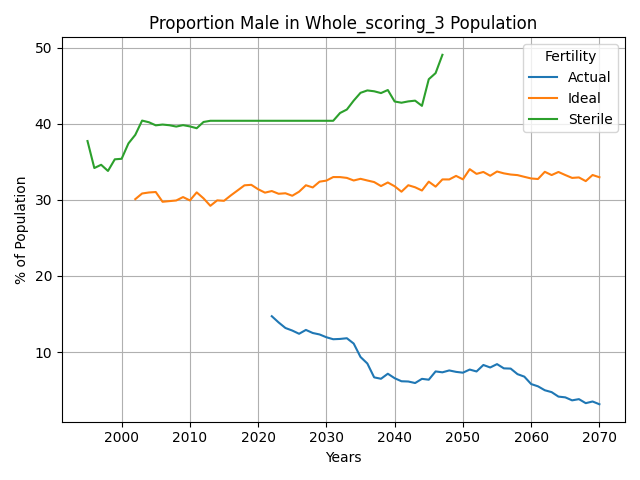 Proportion Male in Whole_scoring_3 Population
Fertility
Actual
Ideal
Sterile
% of Population
50
40
30
20
10
2000 2010 2020 2030 2040 2050 2060 2070
Years